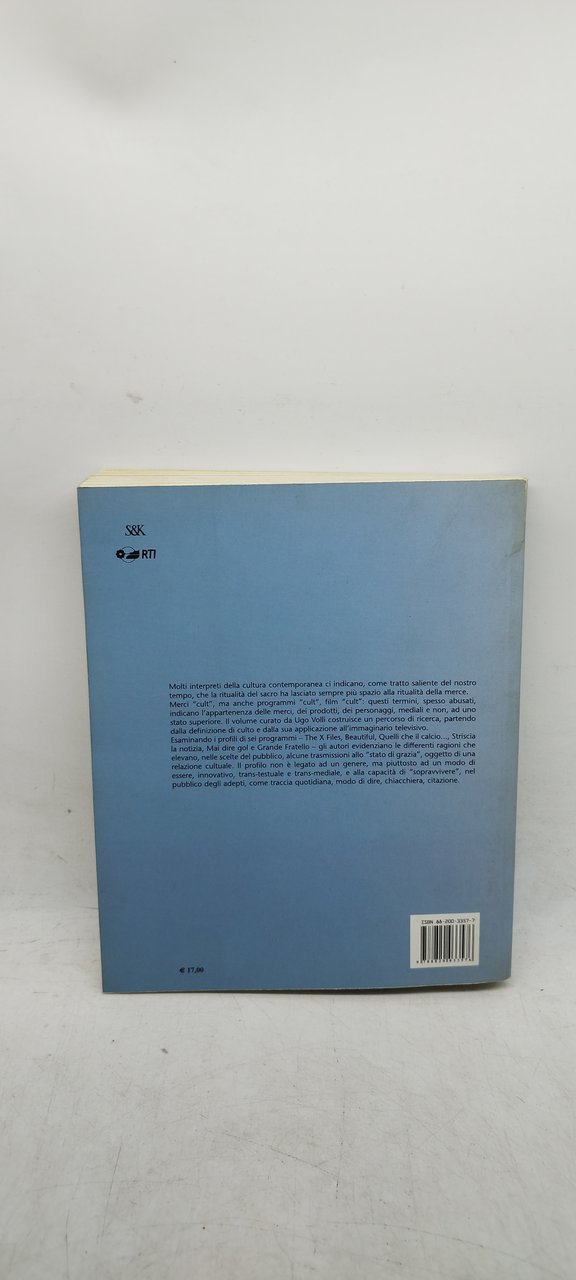 S&K
RTI
Molti interpreti della cultura contemporanea ci indicano, come tratto saliente del nostro
tempo, che la ritualità del sacro ha lasciato sempre più spazio alla ritualità della merce.
Merci "cult", ma anche programmi "cult", film "cult": questi termini, spesso abusati,
indicano l'appartenenza delle merci, dei prodotti, dei personaggi, mediali e non, ad uno
stato superiore. Il volume curato da Ugo Volli costruisce un percorso di ricerca, partendo
dalla definizione di culto e dalla sua applicazione all'immaginario televisivo.
Esaminando i profili di sei programmi – The X Files, Beautiful, Quelli che il calcio..., Striscia
la notizia, Mai dire gol e Grande Fratello – gli autori evidenziano le differenti ragioni che
elevano, nelle scelte del pubblico, alcune trasmissioni allo "stato di grazia", oggetto di una
relazione cultuale. Il profilo non è legato ad un genere, ma piuttosto ad un modo di
essere, innovativo, trans-testuale e trans-mediale, e alla capacità di "sopravvivere", nel
pubblico degli adepti, come traccia quotidiana, modo di dire, chiacchiera, citazione.
ISBN 88-200-3357-7
€ 17,00